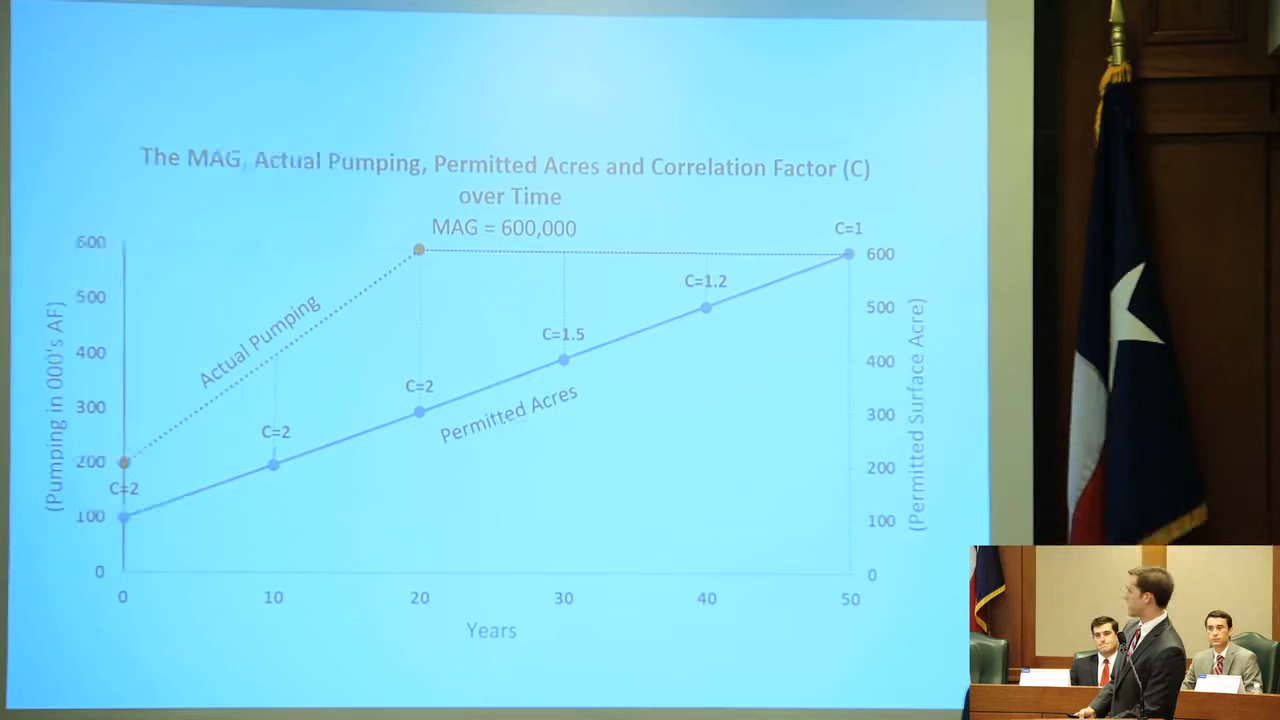 The MAG, Actual Pumping, Permitted Acres and Correlation Factor (C)
over Time
MAG = 600,000
C=1
600
500
400
300
200
100
0
(Pumping in 000's AF)
Actual Pumping
C=2
C=2
C=2
C=1.5
C=1.2
Permitted Acres
600
500
400
300
200
100
0
(Permitted Surface Acre)
0 10 20 30 40 50
Years